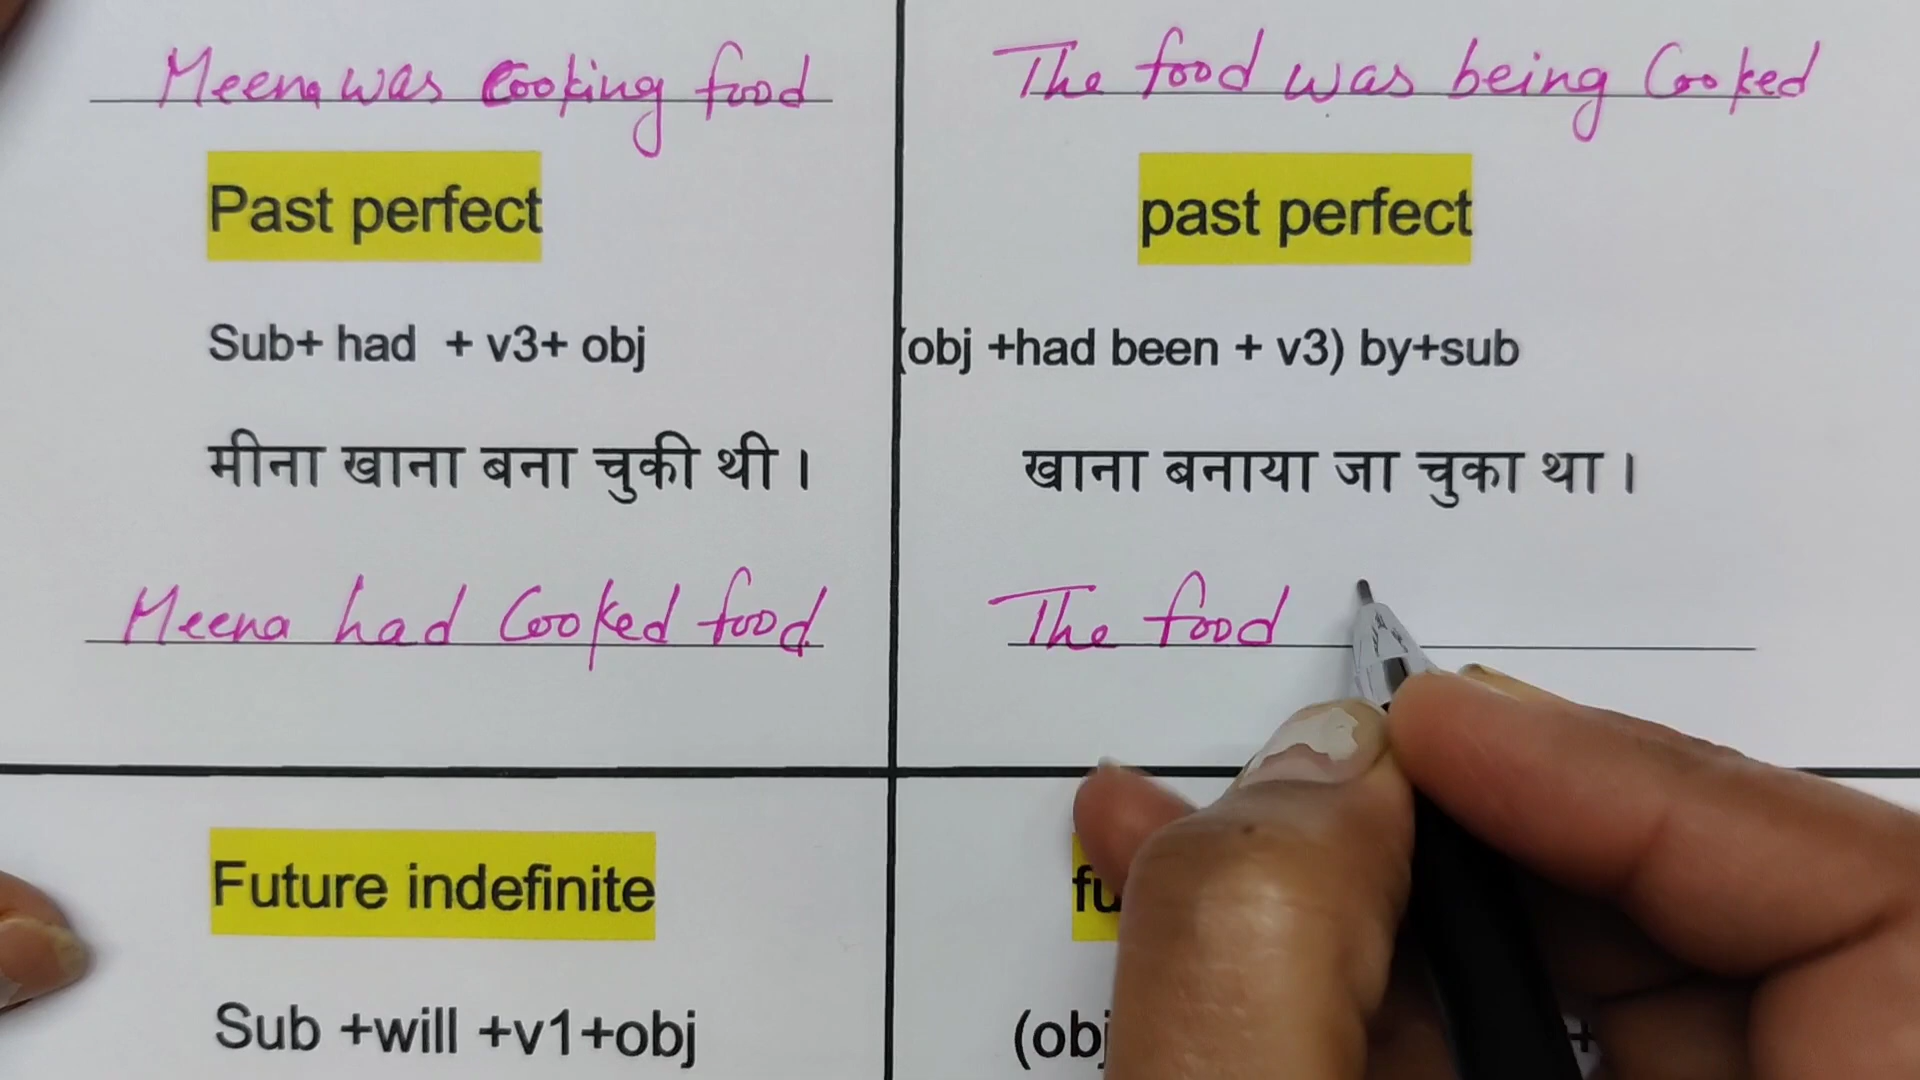 Meena was Cooking food
The food was being Cooked
Past perfect
past perfect
Sub+ had + v3+ obj
(obj +had been + v3) by+sub
मीना खाना बना चुकी थी।
खाना बनाया जा चुका था।
Meena had Cooked food
The food
Future indefinite
fu
Sub +will +v1+obj
(obj
+